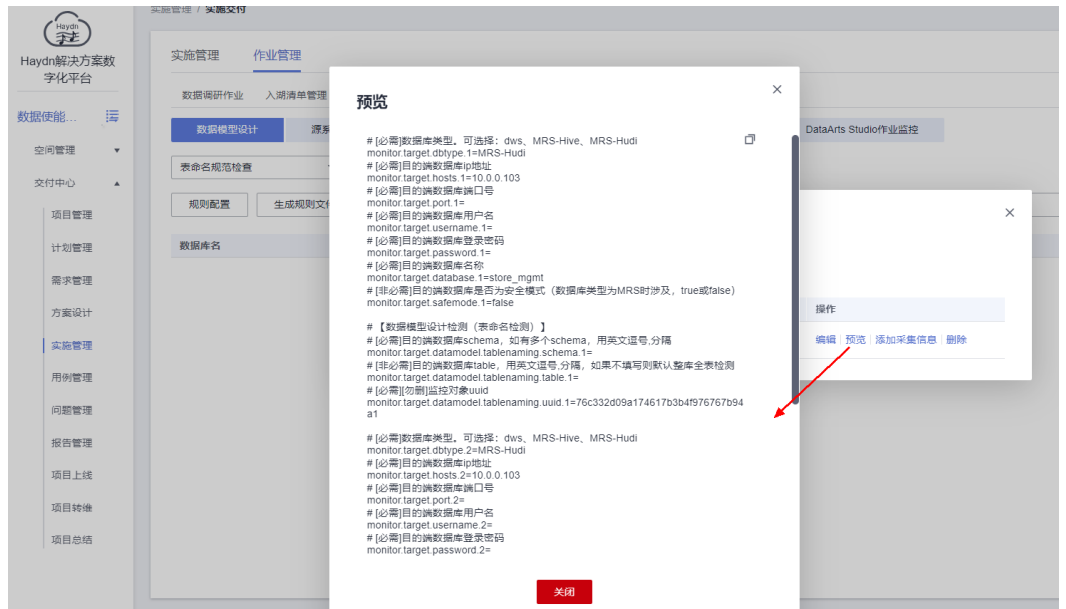 实施管理 / 实施交付
Haydn
Haydn解决方案数
字化平台
数据使能...
空间管理
交付中心
项目管理
计划管理
需求管理
方案设计
实施管理
用例管理
问题管理
报告管理
项目上线
项目转维
项目总结
实施管理 作业管理
数据调研作业 入湖清单管理
数据模型设计 源系
DataArts Studio作业监控
表命名规范检查
规则配置 生成规则文件
数据库名
预览
# [必需]数据库类型。可选择：dws、MRS-Hive、MRS-Hudi
monitor.target.dbtype.1=MRS-Hudi
# [必需]目的端数据库ip地址
monitor.target.hosts.1=10.0.0.103
# [必需]目的端数据库端口号
monitor.target.port.1=
# [必需]目的端数据库用户名
monitor.target.username.1=
# [必需]目的端数据库登录密码
monitor.target.password.1=
# [必需]目的端数据库名称
monitor.target.database.1=store_mgmt
# [非必需]目的端数据库是否为安全模式（数据库类型为MRS时涉及，true或false）
monitor.target.safemode.1=false
# 【数据模型设计检测（表命名检测）】
# [必需]目的端数据库schema，如有多个schema，用英文逗号,分隔
monitor.target.datamodel.tablenaming.schema.1=
# [非必需]目的端数据库table，用英文逗号,分隔，如果不填写则默认整库全表检测
monitor.target.datamodel.tablenaming.table.1=
# [必需][勿删]监控对象uuid
monitor.target.datamodel.tablenaming.uuid.1=76c332d09a174617b3b4f976767b94
a1
# [必需]数据库类型。可选择：dws、MRS-Hive、MRS-Hudi
monitor.target.dbtype.2=MRS-Hudi
# [必需]目的端数据库ip地址
monitor.target.hosts.2=10.0.0.103
# [必需]目的端数据库端口号
monitor.target.port.2=
# [必需]目的端数据库用户名
monitor.target.username.2=
# [必需]目的端数据库登录密码
monitor.target.password.2=
关闭
操作
编辑 预览 添加采集信息 删除